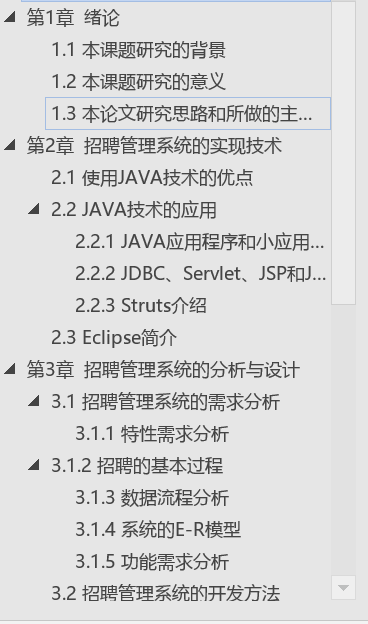 第1章 绪论
1.1 本课题研究的背景
1.2 本课题研究的意义
1.3 本论文研究思路和所做的主...
第2章 招聘管理系统的实现技术
2.1 使用JAVA技术的优点
2.2 JAVA技术的应用
2.2.1 JAVA应用程序和小应用...
2.2.2 JDBC、Servlet、JSP和J...
2.2.3 Struts介绍
2.3 Eclipse简介
第3章 招聘管理系统的分析与设计
3.1 招聘管理系统的需求分析
3.1.1 特性需求分析
3.1.2 招聘的基本过程
3.1.3 数据流程分析
3.1.4 系统的E-R模型
3.1.5 功能需求分析
3.2 招聘管理系统的开发方法